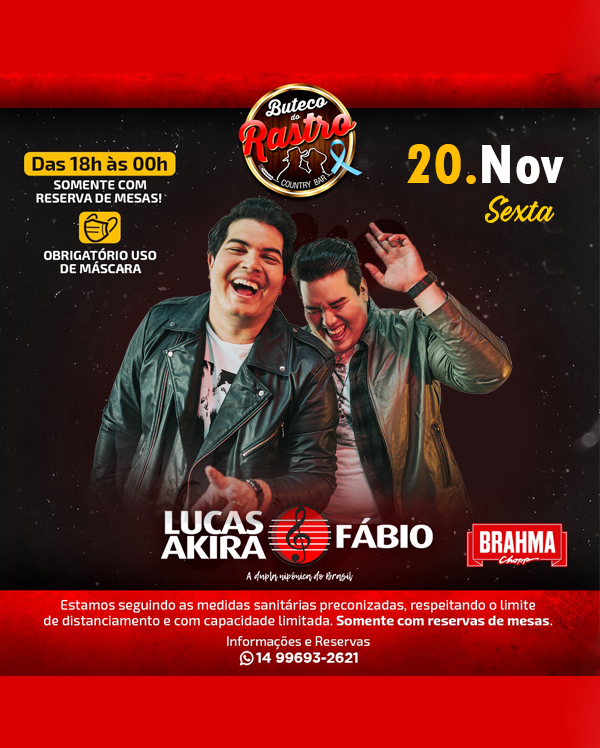 Buteco
do
Rastro
COUNTRY BAR
Das 18h às 00h
SOMENTE COM
RESERVA DE MESAS!
OBRIGATÓRIO USO
DE MÁSCARA
20.Nov
Sexta
LUCAS
AKIRA
FÁBIO
A dupla nipônica do Brasil
BRAHMA
Chopp
Estamos seguindo as medidas sanitárias preconizadas, respeitando o limite
de distanciamento e com capacidade limitada. Somente com reservas de mesas.
Informações e Reservas
14 99693-2621